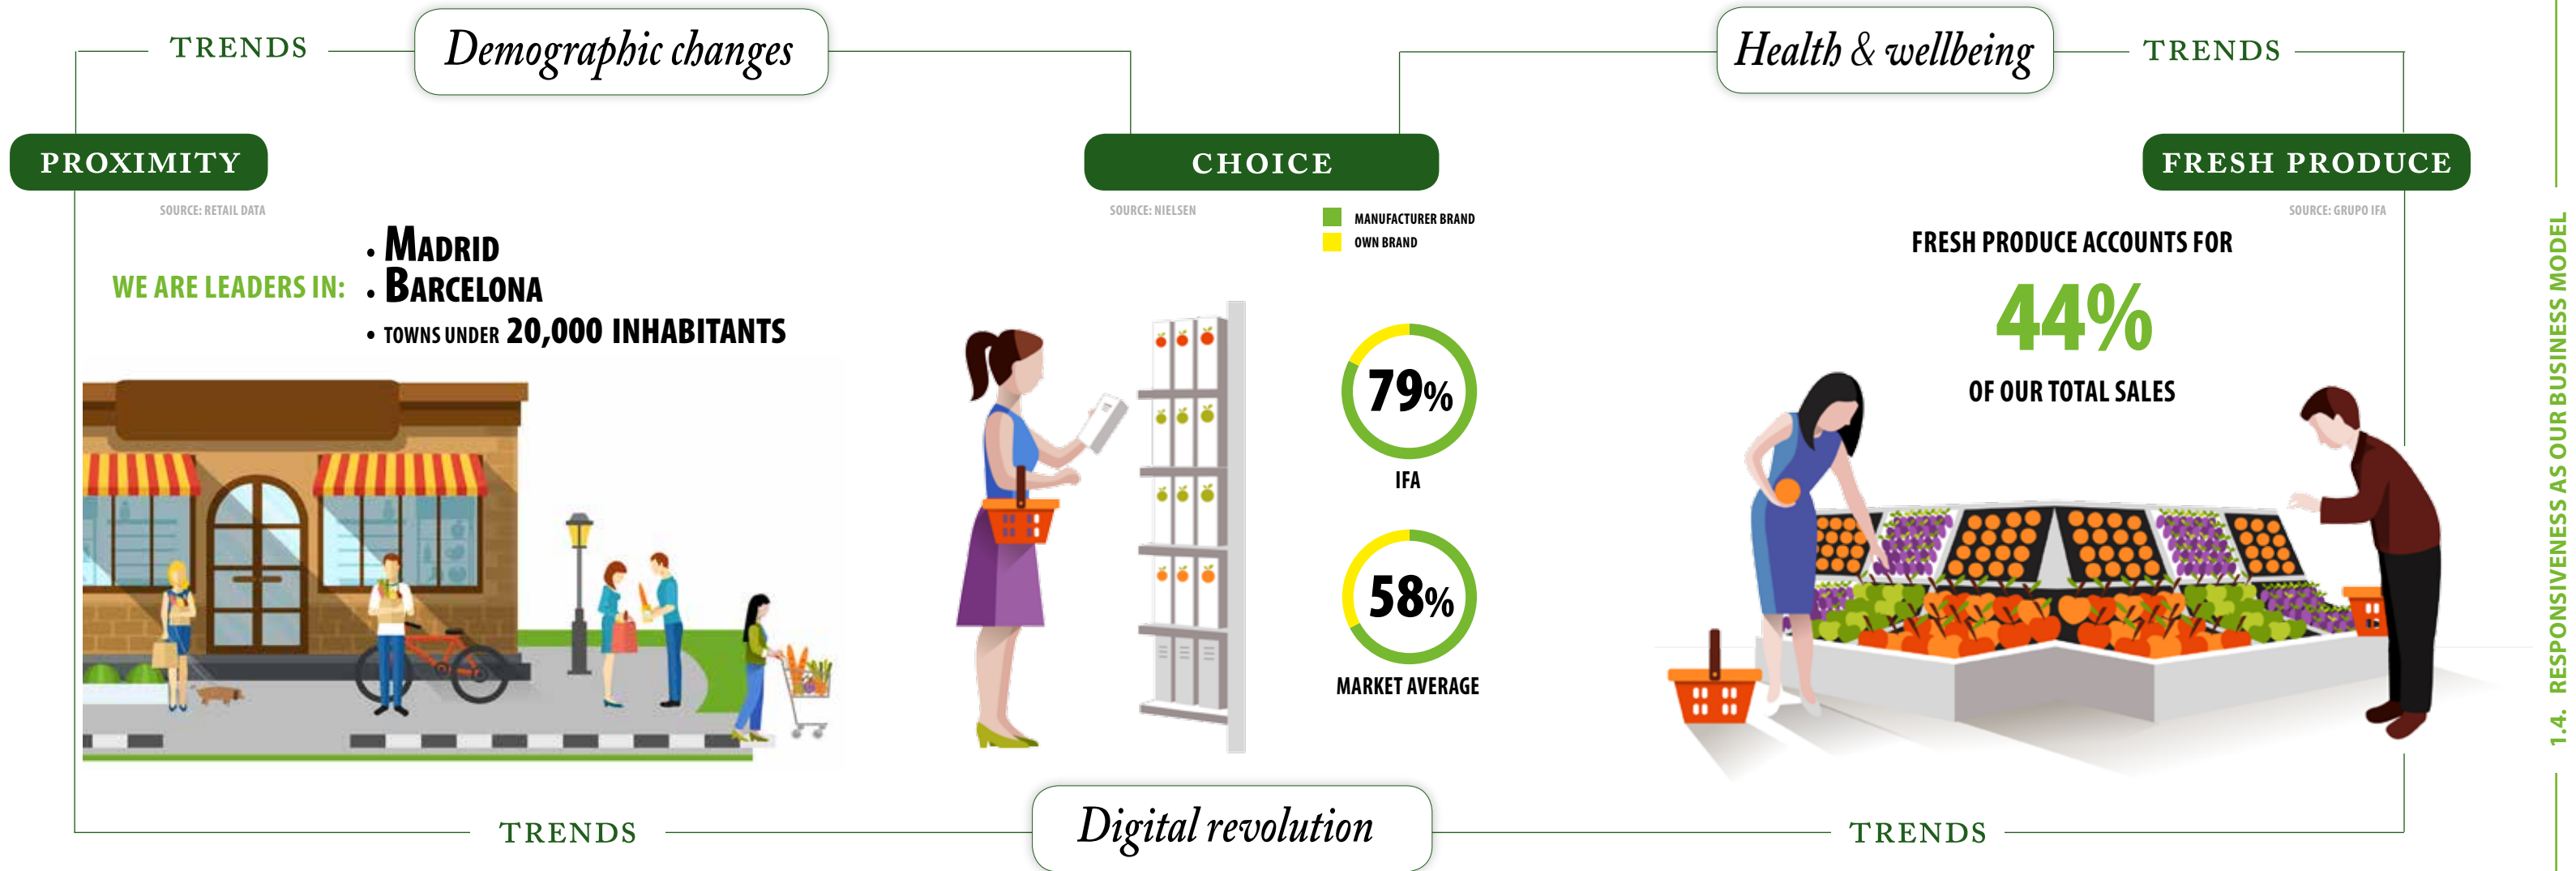 TRENDS
Demographic changes
Health & wellbeing
TRENDS
PROXIMITY
SOURCE: RETAIL DATA
WE ARE LEADERS IN:
• MADRID
• BARCELONA
• TOWNS UNDER 20,000 INHABITANTS
CHOICE
SOURCE: NIELSEN
MANUFACTURER BRAND
OWN BRAND
79%
IFA
58%
MARKET AVERAGE
FRESH PRODUCE
SOURCE: GRUPO IFA
FRESH PRODUCE ACCOUNTS FOR
44%
OF OUR TOTAL SALES
TRENDS
Digital revolution
TRENDS
1.4. RESPONSIVENESS AS OUR BUSINESS MODEL